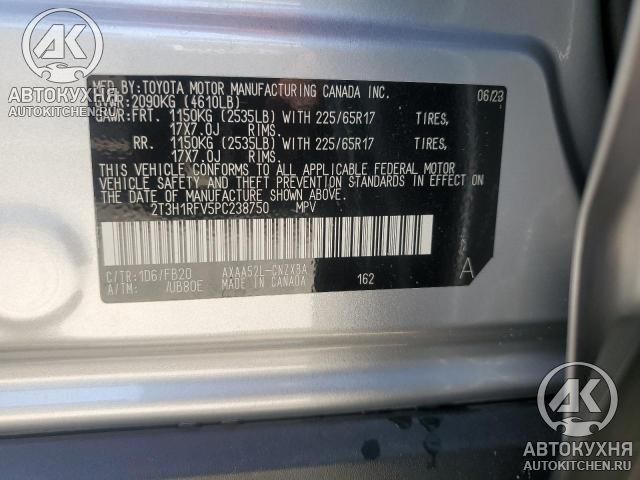 MFD BY: TOYOTA MOTOR MANUFACTURING CANADA INC. 06/23
GVWR: 2090KG (4610LB)
GAWR: FRT. 1150KG (2535LB) WITH 225/65R17 TIRES,
17X7.0J RIMS.
RR. 1150KG (2535LB) WITH 225/65R17 TIRES,
17X7.0J RIMS.
THIS VEHICLE CONFORMS TO ALL APPLICABLE FEDERAL MOTOR
VEHICLE SAFETY AND THEFT PREVENTION STANDARDS IN EFFECT
ON THE DATE OF MANUFACTURE SHOWN ABOVE.
2T3H1RFV5PC238750 MPV
C/TR: 1D6/FB20 AXAA52L-CNZXBA 162 A
A/TM: /UB80E MADE IN CANADA
АК
АВТОКУХНЯ
AUTOKITCHEN.RU
АК
АВТОКУХНЯ
AUTOKITCHEN.RU